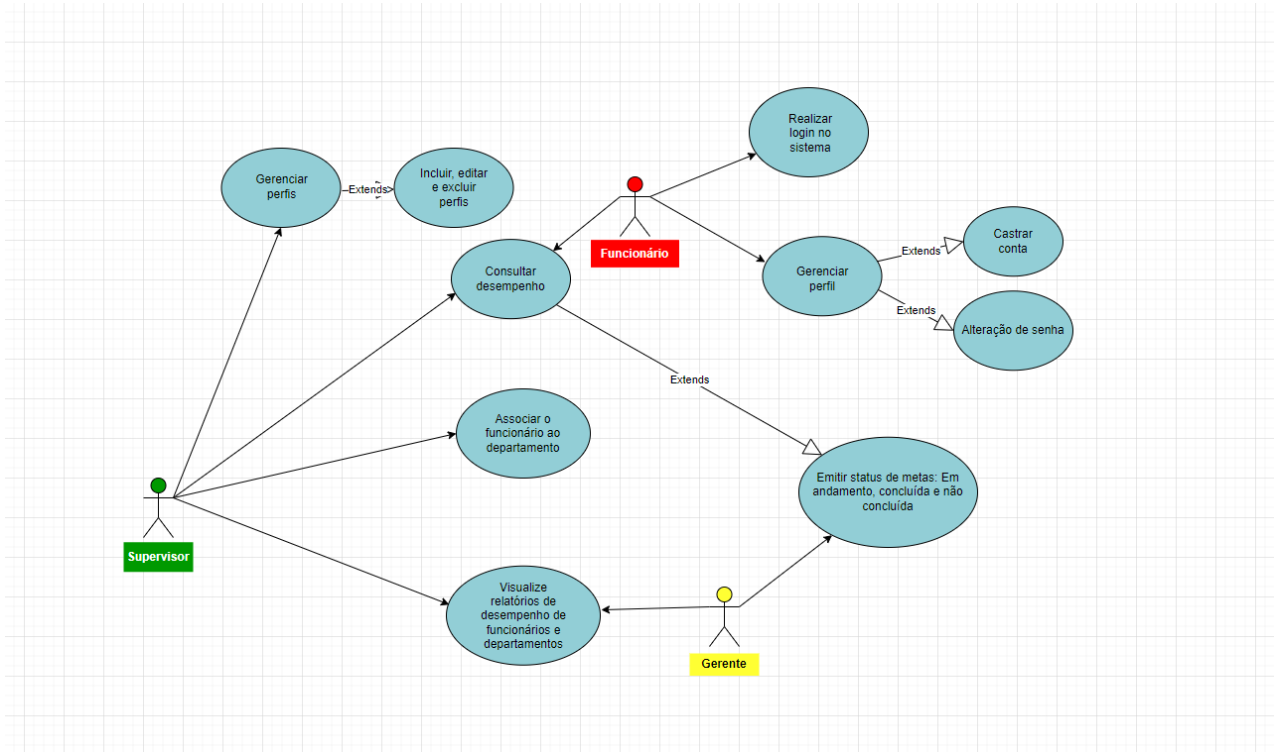 Realizar
login no
sistema
Gerenciar
perfis
Extends
Incluir, editar
e excluir
perfis
Funcionário
Castrar
conta
Extends
Consultar
desempenho
Gerenciar
perfil
Extends
Alteração de senha
Extends
Associar o
funcionário ao
departamento
Emitir status de metas: Em
andamento, concluída e não
concluída
Supervisor
Visualize
relatórios de
desempenho de
funcionários e
departamentos
Gerente